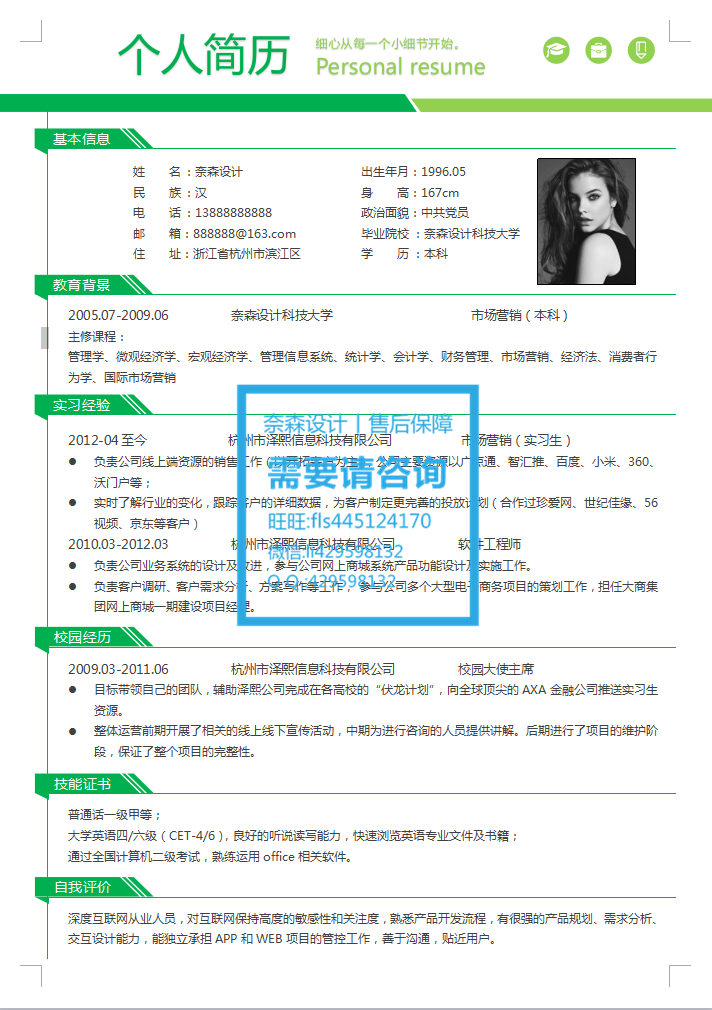 个人简历
细心从每一个小细节开始。
Personal resume
基本信息
姓 名：奈森设计 出生年月：1996.05
民 族：汉 身 高：167cm
电 话：13888888888 政治面貌：中共党员
邮 箱：888888@163.com 毕业院校：奈森设计科技大学
住 址：浙江省杭州市滨江区 学 历：本科
教育背景
2005.07-2009.06 奈森设计科技大学 市场营销（本科）
主修课程：
管理学、微观经济学、宏观经济学、管理信息系统、统计学、会计学、财务管理、市场营销、经济法、消费者行
为学、国际市场营销
实习经验
奈森设计丨售后保障
2012-04 至今 杭州市泽熙信息科技有限公司 市场营销（实习生）
● 负责公司线上端资源的销售工作（以开拓客户为主），公司主要资源以广点通、智汇推、百度、小米、360、
沃门户等；
需要请咨询
● 实时了解行业的变化，跟踪客户的详细数据，为客户制定更完善的投放计划（合作过珍爱网、世纪佳缘、56
视频、京东等客户）
旺旺:fls445124170
2010.03-2012.03 杭州市泽熙信息科技有限公司 软件工程师
微信:fl429598132
● 负责公司业务系统的设计及改进，参与公司网上商城系统产品功能设计及实施工作。
● 负责客户调研、客户需求分析、方案写作等工作， 参与公司多个大型电子商务项目的策划工作，担任大商集
Q Q :429598132
团网上商城一期建设项目经理。
校园经历
2009.03-2011.06 杭州市泽熙信息科技有限公司 校园大使主席
● 目标带领自己的团队，辅助泽熙公司完成在各高校的“伏龙计划”，向全球顶尖的 AXA 金融公司推送实习生
资源。
● 整体运营前期开展了相关的线上线下宣传活动，中期为进行咨询的人员提供讲解。后期进行了项目的维护阶
段，保证了整个项目的完整性。
技能证书
普通话一级甲等；
大学英语四/六级（CET-4/6），良好的听说读写能力，快速浏览英语专业文件及书籍；
通过全国计算机二级考试，熟练运用 office 相关软件。
自我评价
深度互联网从业人员，对互联网保持高度的敏感性和关注度，熟悉产品开发流程，有很强的产品规划、需求分析、
交互设计能力，能独立承担 APP 和 WEB 项目的管控工作，善于沟通，贴近用户。